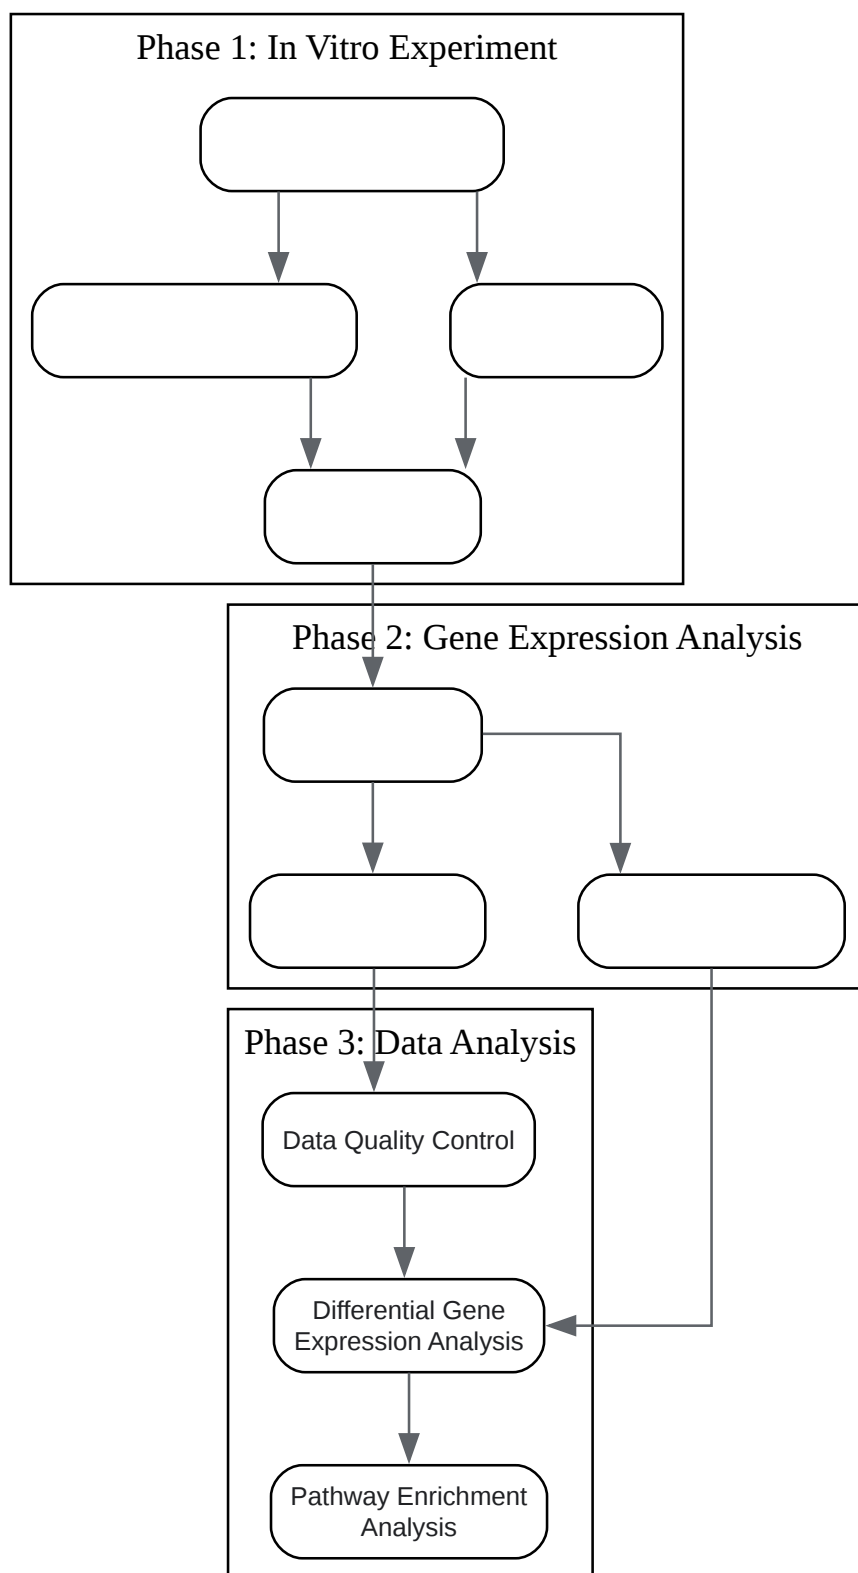 Phase 1: In Vitro Experiment
Phase 2: Gene Expression Analysis
Phase 3: Data Analysis
Data Quality Control
Differential Gene
Expression Analysis
Pathway Enrichment
Analysis